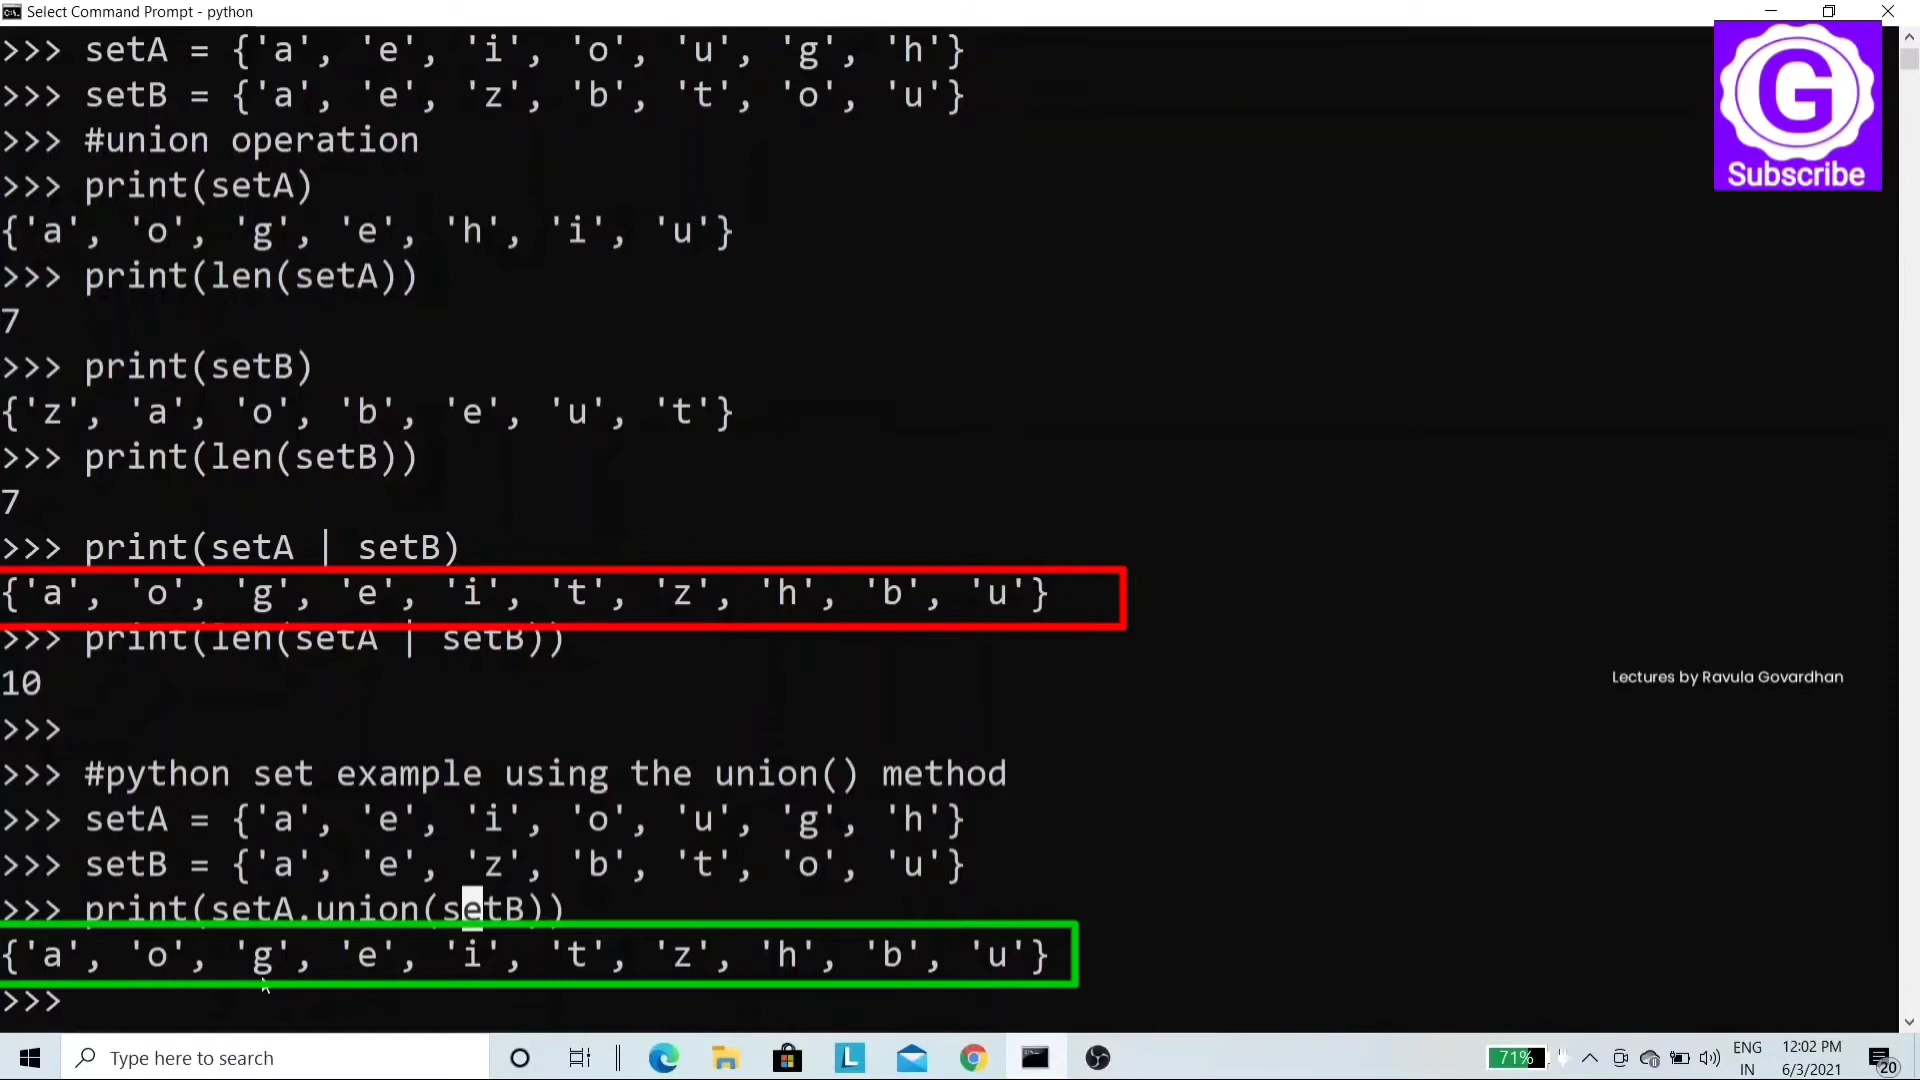 Select Command Prompt - python
>>> setA = {'a', 'e', 'i', 'o', 'u', 'g', 'h'}
>>> setB = {'a', 'e', 'z', 'b', 't', 'o', 'u'}
>>> #union operation
>>> print(setA)
{'a', 'o', 'g', 'e', 'h', 'i', 'u'}
>>> print(len(setA))
7
>>> print(setB)
{'z', 'a', 'o', 'b', 'e', 'u', 't'}
>>> print(len(setB))
7
>>> print(setA | setB)
{'a', 'o', 'g', 'e', 'i', 't', 'z', 'h', 'b', 'u'}
>>> print(len(setA | setB))
10
>>>
>>> #python set example using the union() method
>>> setA = {'a', 'e', 'i', 'o', 'u', 'g', 'h'}
>>> setB = {'a', 'e', 'z', 'b', 't', 'o', 'u'}
>>> print(setA.union(setB))
{'a', 'o', 'g', 'e', 'i', 't', 'z', 'h', 'b', 'u'}
>>>
G
Subscribe
Lectures by Ravula Govardhan
Type here to search
L
71%
ENG
IN
12:02 PM
6/3/2021
20